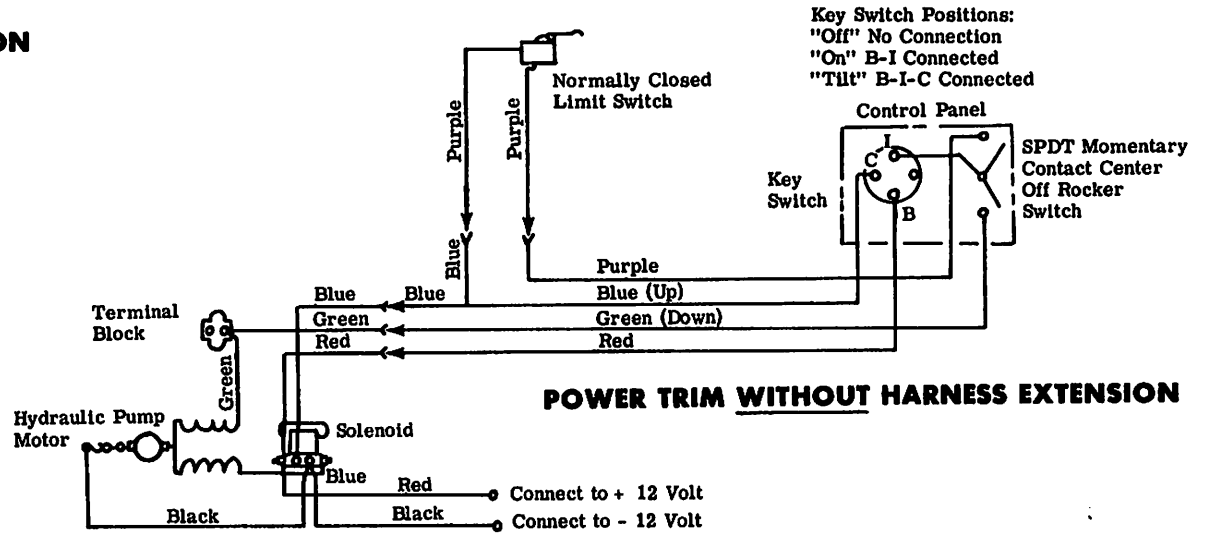 ON
Key Switch Positions:
"Off" No Connection
"On" B-I Connected
"Tilt" B-I-C Connected
Normally Closed
Limit Switch
Purple
Purple
Control Panel
I
C
B
Key
Switch
SPDT Momentary
Contact Center
Off Rocker
Switch
Blue
Purple
Blue
Blue
Blue (Up)
Terminal
Block
Green
Green (Down)
Red
Red
Green
POWER TRIM WITHOUT HARNESS EXTENSION
Hydraulic Pump
Motor
Solenoid
Blue
Red
Connect to + 12 Volt
Black
Black
Connect to - 12 Volt